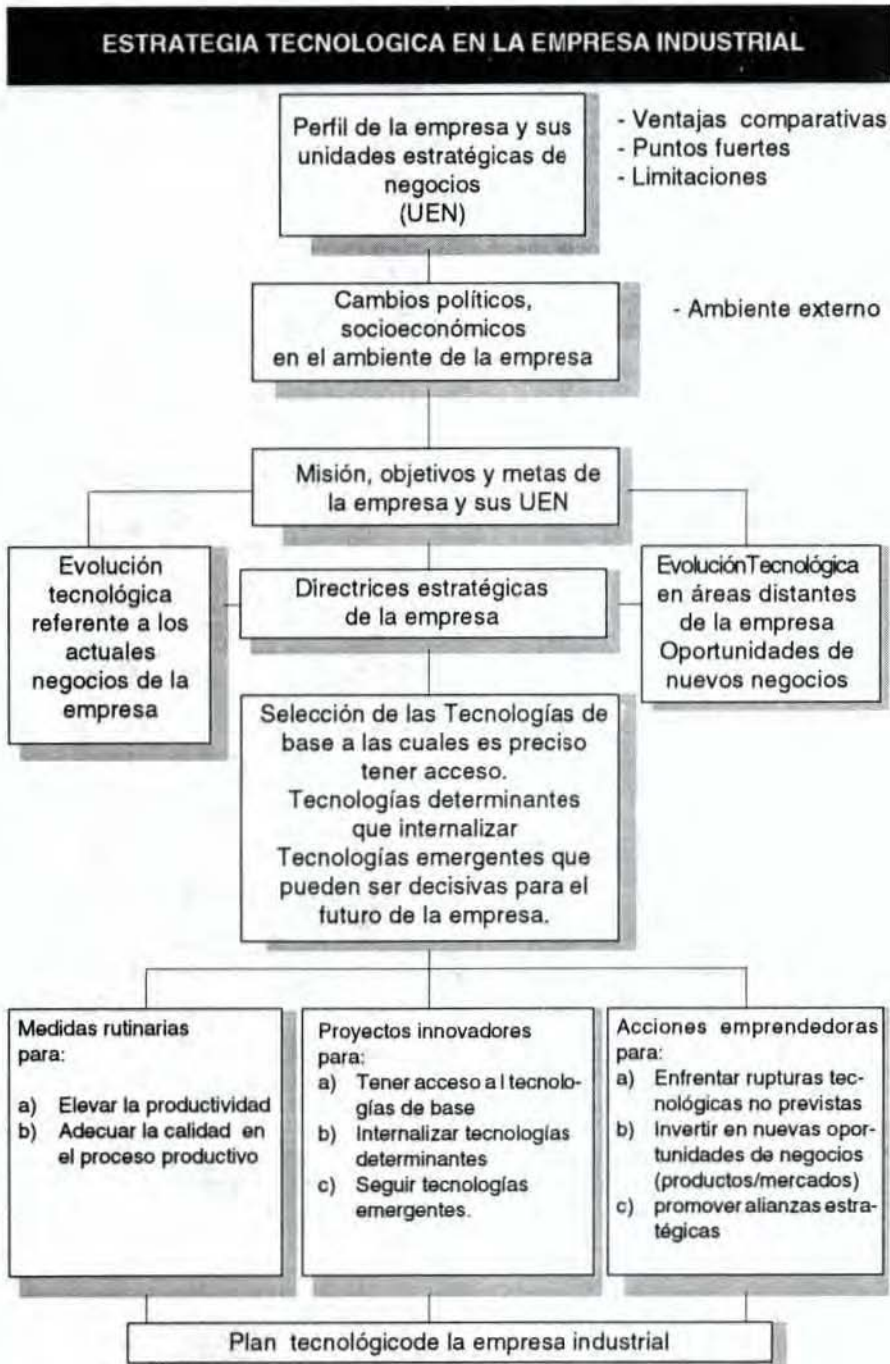 ESTRATEGIA TECNOLOGICA EN LA EMPRESA INDUSTRIAL
Perfil de la empresa y sus
unidades estratégicas de
negocios
(UEN)
- Ventajas comparativas
- Puntos fuertes
- Limitaciones
Cambios políticos,
socioeconómicos
en el ambiente de la empresa
- Ambiente externo
Misión, objetivos y metas de
la empresa y sus UEN
Evolución
tecnológica
referente a los
actuales
negocios de la
empresa
Directrices estratégicas
de la empresa
EvoluciónTecnológica
en áreas distantes
de la empresa
Oportunidades de
nuevos negocios
Selección de las Tecnologías de
base a las cuales es preciso
tener acceso.
Tecnologías determinantes
que internalizar
Tecnologías emergentes que
pueden ser decisivas para el
futuro de la empresa.
Medidas rutinarias
para:
a) Elevar la productividad
b) Adecuar la calidad en
el proceso productivo
Proyectos innovadores
para:
a) Tener acceso a l tecnolo-
gías de base
b) Internalizar tecnologías
determinantes
c) Seguir tecnologías
emergentes.
Acciones emprendedoras
para:
a) Enfrentar rupturas tec-
nológicas no previstas
b) Invertir en nuevas opor-
tunidades de negocios
(productos/mercados)
c) promover alianzas estra-
tégicas
Plan tecnológicode la empresa industrial